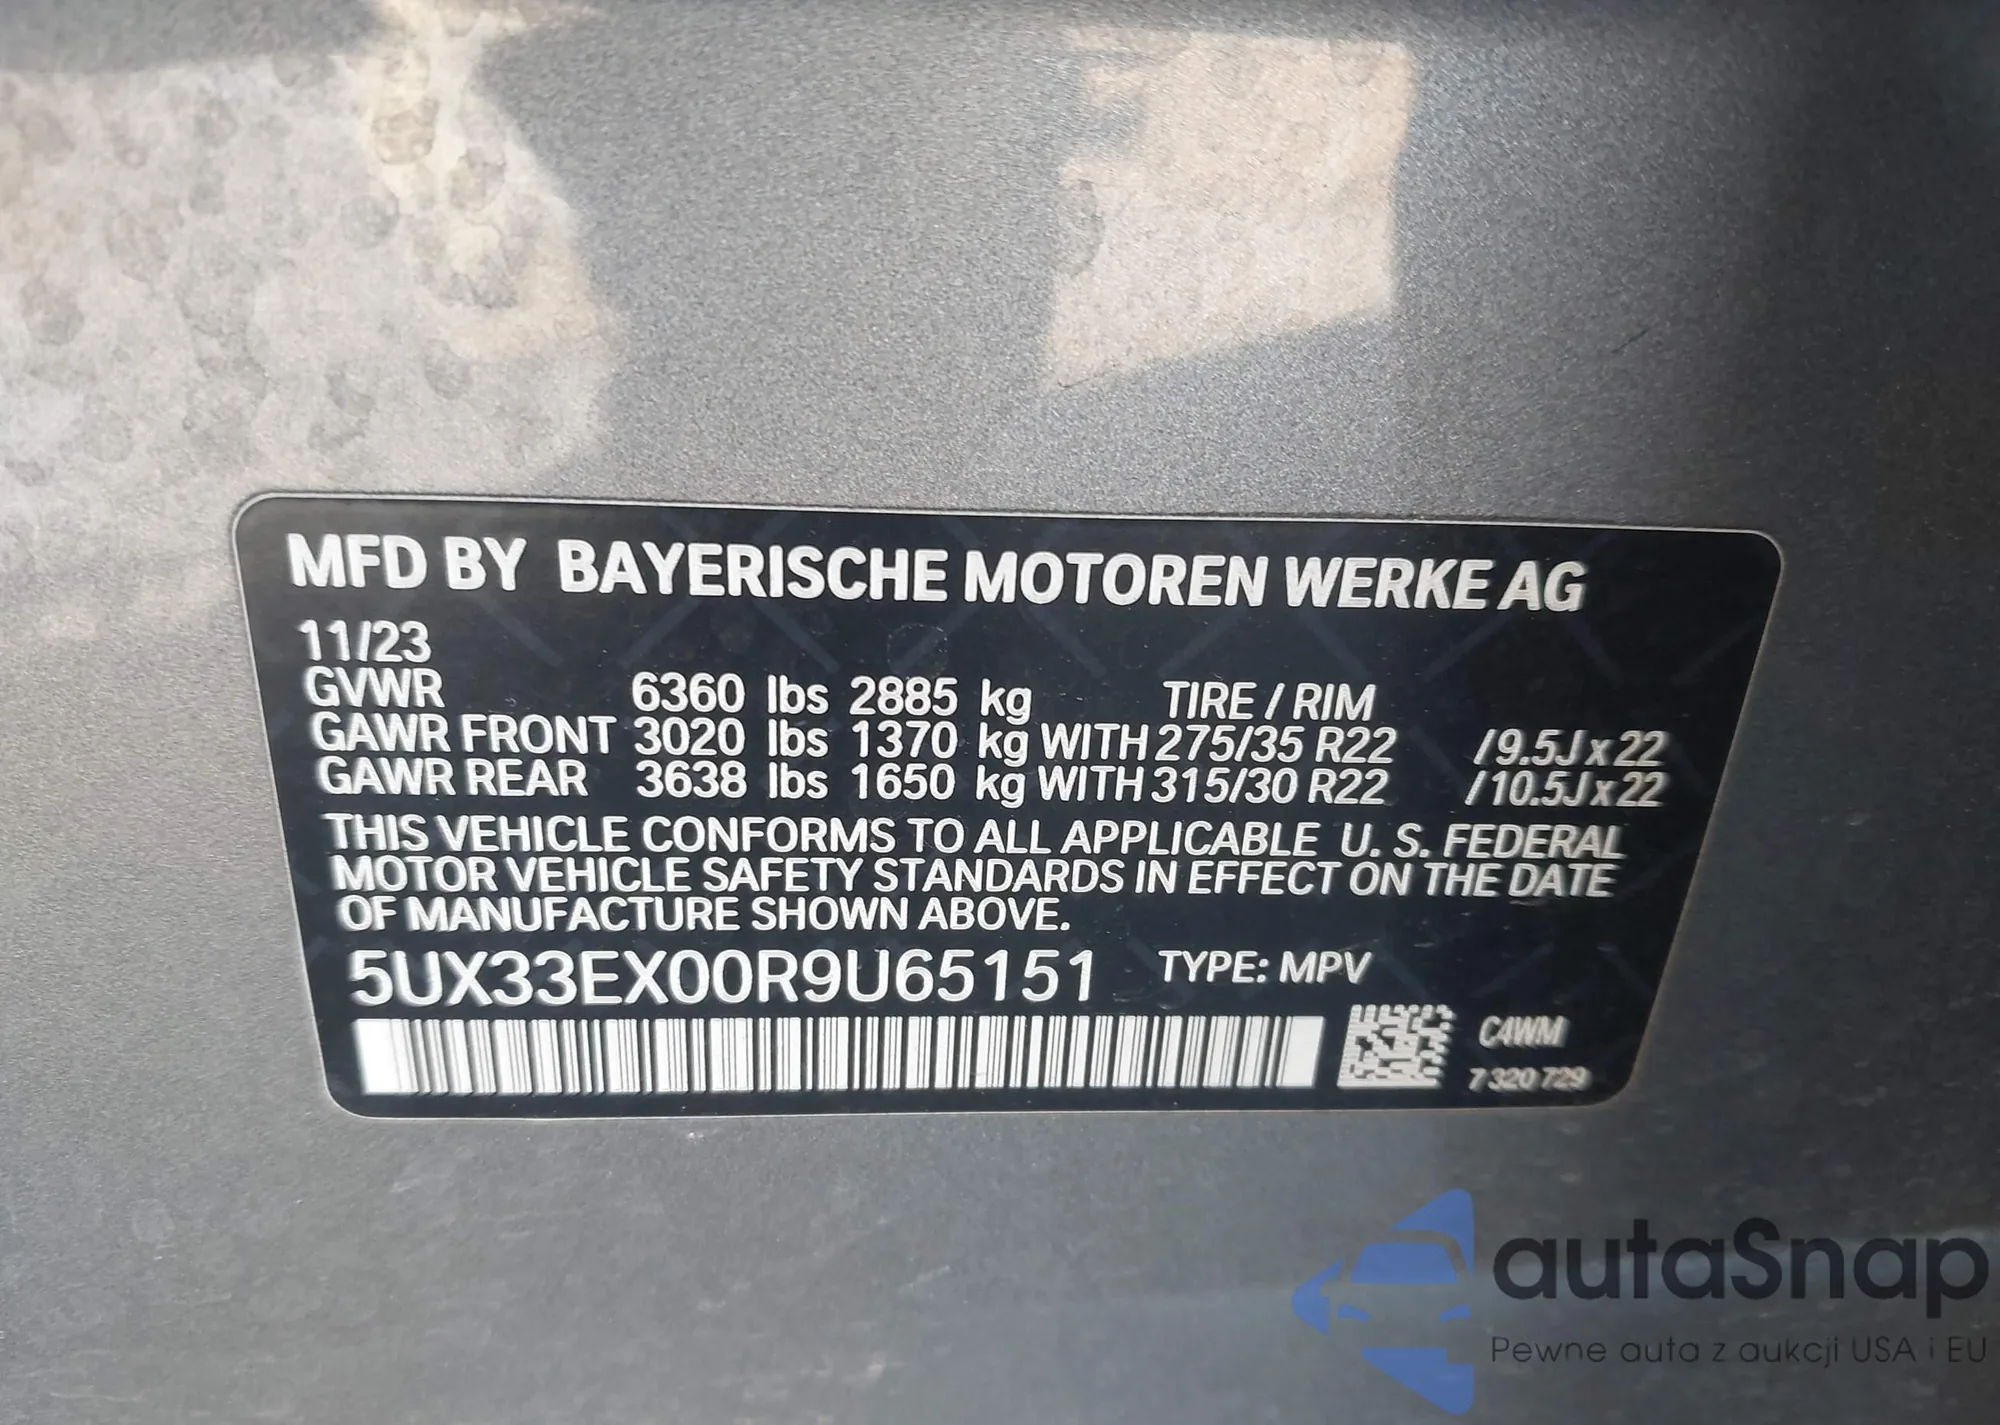 MFD BY BAYERISCHE MOTOREN WERKE AG
11/23
GVWR 6360 lbs 2885 kg TIRE / RIM
GAWR FRONT 3020 lbs 1370 kg WITH 275/35 R22 /9.5J x 22
GAWR REAR 3638 lbs 1650 kg WITH 315/30 R22 /10.5J x 22
THIS VEHICLE CONFORMS TO ALL APPLICABLE U. S. FEDERAL
MOTOR VEHICLE SAFETY STANDARDS IN EFFECT ON THE DATE
OF MANUFACTURE SHOWN ABOVE.
5UX33EX00R9U65151 TYPE: MPV
C4WM
7 320 729
autaSnap
Pewne auta z aukcji USA i EU